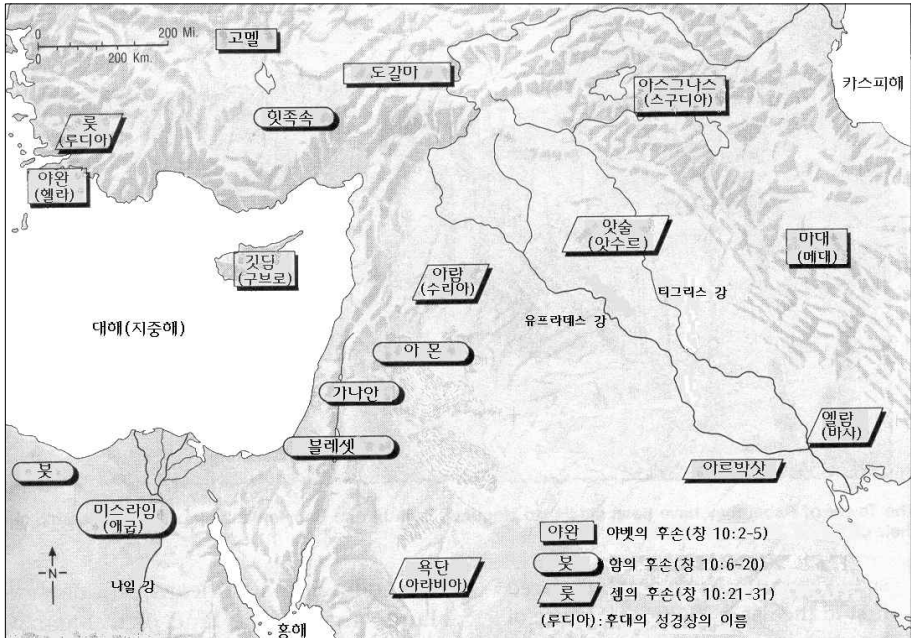 0 200 Mi.
0 200 Km.
고멜
도갈마
아스그나스
(스구디아)
카스피해
룻
(루디아)
힛족속
야완
(헬라)
앗술
(앗수르)
마대
(메대)
깃딤
(구브로)
아람
(수리아)
티그리스 강
유프라데스 강
대해(지중해)
아 몬
가나안
블레셋
엘람
(바사)
아르박삿
붓
미스라임
(애굽)
욕단
(아라비아)
N
나일 강
홍해
야완 야벳의 후손(창 10:2-5)
붓 함의 후손(창 10:6-20)
룻 셈의 후손(창 10:21-31)
(루디아):후대의 성경상의 이름